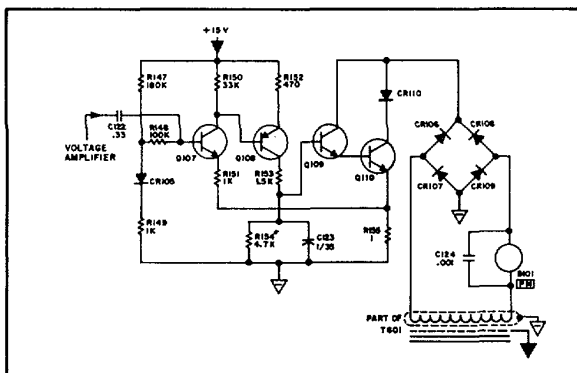 +15V
R147
180K
R150
33K
R152
470
CR110
VOLTAGE
AMPLIFIER
C122
.33
R148
100K
Q107
Q108
Q109
Q110
CR106
CR108
CR107
CR109
CR105
R151
1K
R153
1.5K
R149
1K
R154*
4.7K
C123
1/35
R155
1
C124
.001
B101
PH
PART OF
T601